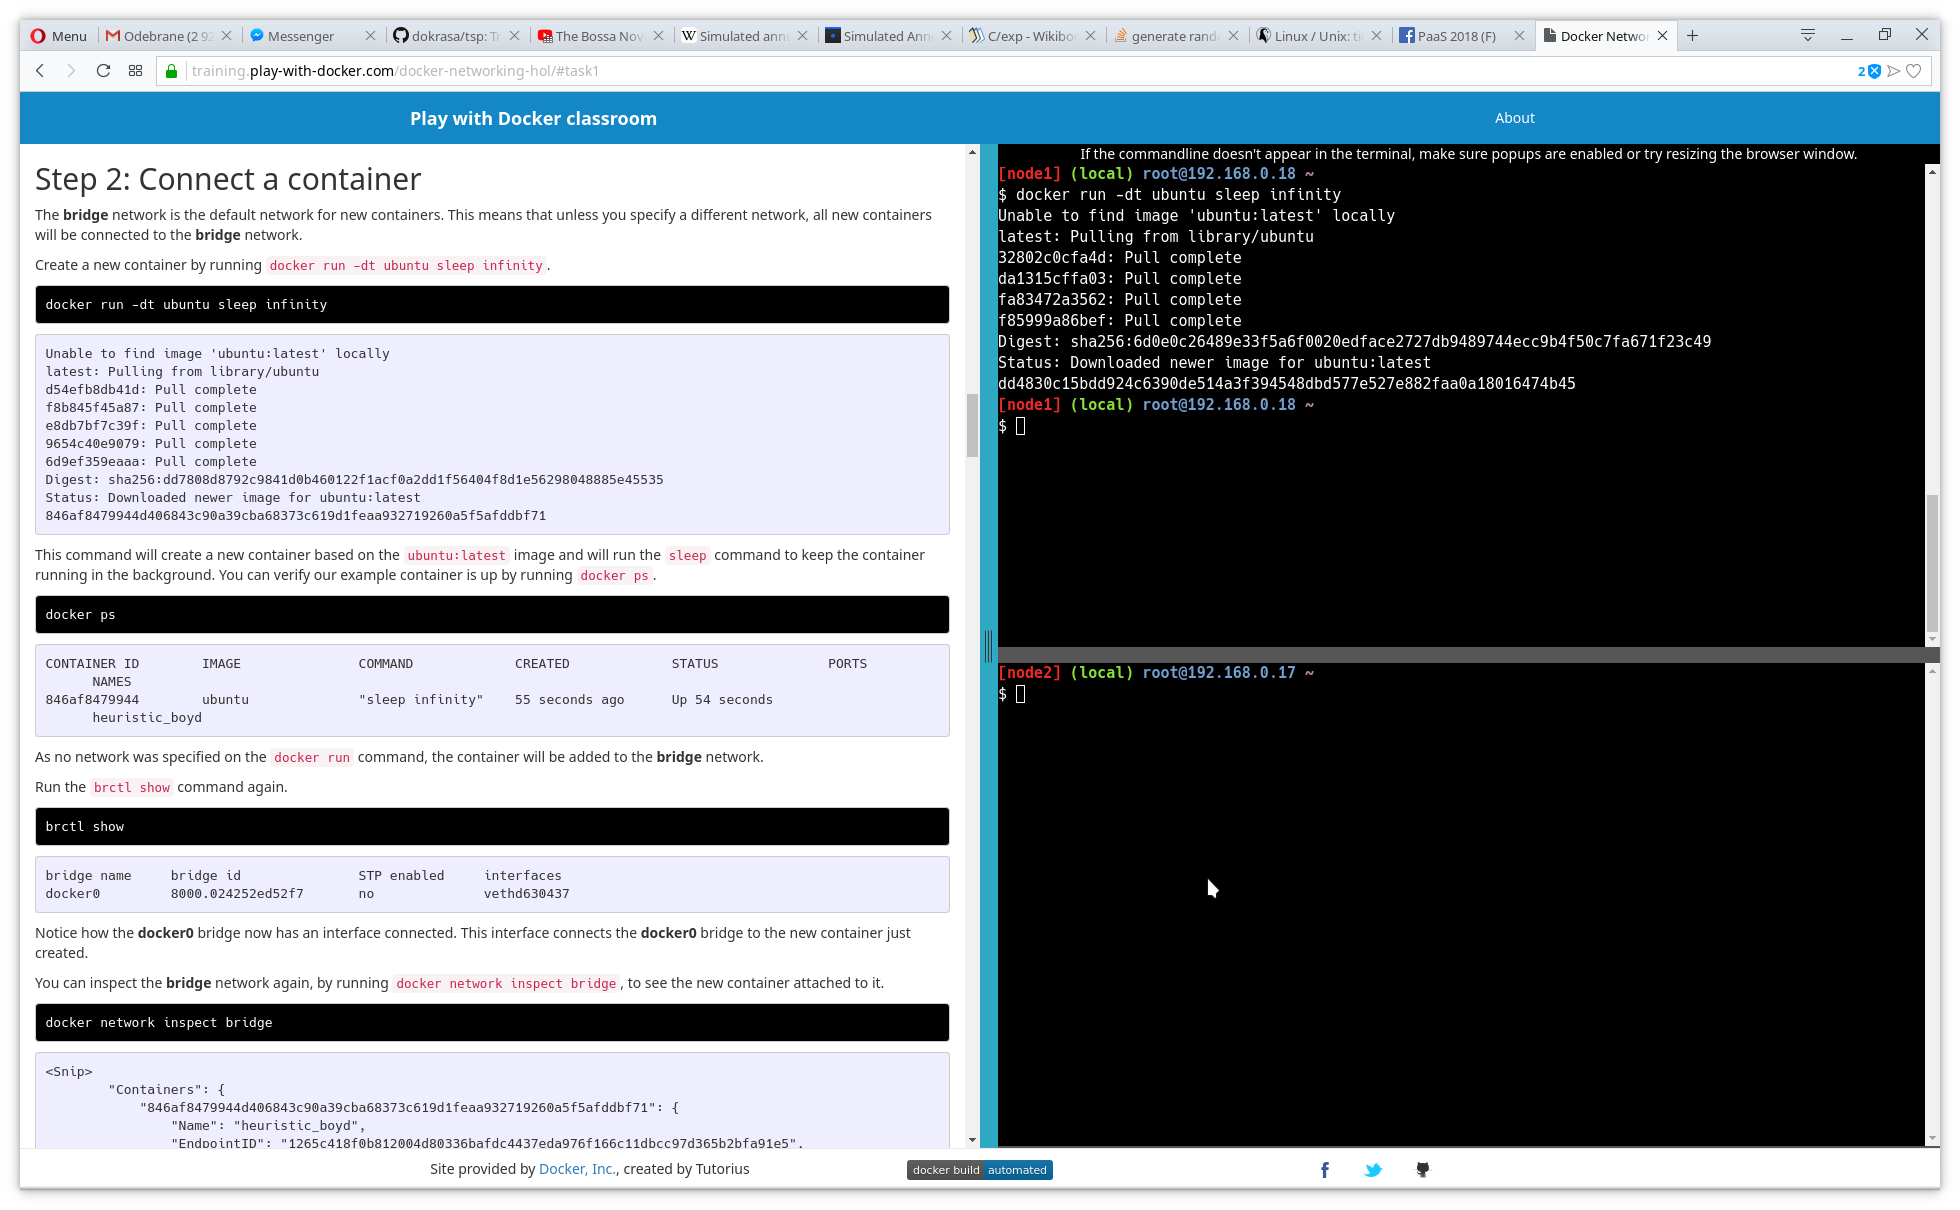 Menu
Odebrane (2 92
Messenger
dokrasa/tsp: Tr
The Bossa Nov
Simulated anne
Simulated Ann
C/exp - Wikibo
generate rand
Linux / Unix: ti
PaaS 2018 (F)
Docker Networ
training.play-with-docker.com/docker-networking-hol/#task1
2
Play with Docker classroom
About
Step 2: Connect a container
The bridge network is the default network for new containers. This means that unless you specify a different network, all new containers
will be connected to the bridge network.
Create a new container by running docker run -dt ubuntu sleep infinity.
docker run -dt ubuntu sleep infinity
Unable to find image 'ubuntu:latest' locally
latest: Pulling from library/ubuntu
d54efb8db41d: Pull complete
f8b845f45a87: Pull complete
e8db7bf7c39f: Pull complete
9654c40e9079: Pull complete
6d9ef359eaaa: Pull complete
Digest: sha256:dd7808d8792c9841d0b460122f1acf0a2dd1f56404f8d1e56298048885e45535
Status: Downloaded newer image for ubuntu:latest
846af8479944d406843c90a39cba68373c619d1feaa932719260a5f5afddbf71
This command will create a new container based on the ubuntu:latest image and will run the sleep command to keep the container
running in the background. You can verify our example container is up by running docker ps.
docker ps
CONTAINER ID IMAGE COMMAND CREATED STATUS PORTS
NAMES
846af8479944 ubuntu "sleep infinity" 55 seconds ago Up 54 seconds
heuristic_boyd
As no network was specified on the docker run command, the container will be added to the bridge network.
Run the brctl show command again.
brctl show
bridge name bridge id STP enabled interfaces
docker0 8000.024252ed52f7 no vethd630437
Notice how the docker0 bridge now has an interface connected. This interface connects the docker0 bridge to the new container just
created.
You can inspect the bridge network again, by running docker network inspect bridge, to see the new container attached to it.
docker network inspect bridge
<Snip>
"Containers": {
"846af8479944d406843c90a39cba68373c619d1feaa932719260a5f5afddbf71": {
"Name": "heuristic_boyd",
"EndpointID": "1265c418f0b812004d80336bafdc4437eda976f166c11dbcc97d365b2bfa91e5",
If the commandline doesn't appear in the terminal, make sure popups are enabled or try resizing the browser window.
[node1] (local) root@192.168.0.18 ~
$ docker run -dt ubuntu sleep infinity
Unable to find image 'ubuntu:latest' locally
latest: Pulling from library/ubuntu
32802c0cfa4d: Pull complete
da1315cffa03: Pull complete
fa83472a3562: Pull complete
f85999a86bef: Pull complete
Digest: sha256:6d0e0c26489e33f5a6f0020edface2727db9489744ecc9b4f50c7fa671f23c49
Status: Downloaded newer image for ubuntu:latest
dd4830c15bdd924c6390de514a3f394548dbd577e527e882faa0a18016474b45
[node1] (local) root@192.168.0.18 ~
$
[node2] (local) root@192.168.0.17 ~
$
Site provided by Docker, Inc., created by Tutorius
docker build automated